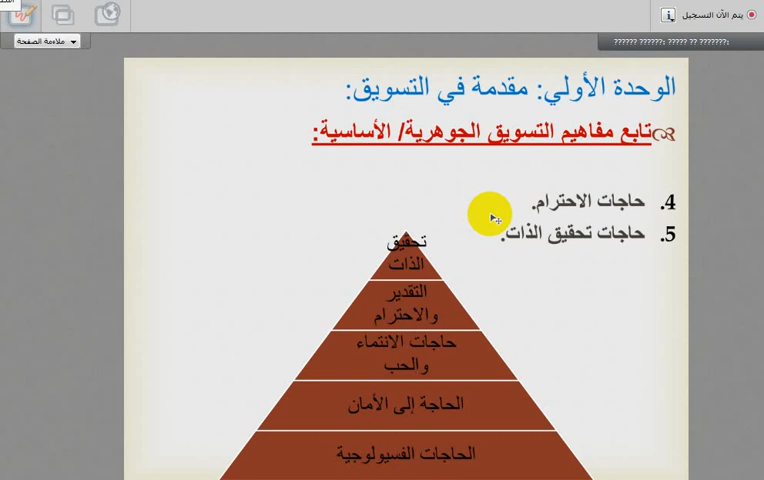 يتم الآن التسجيل
ملاءمة الصفحة
?????? ??????: ????? ?? ???????:
الوحدة الأولي: مقدمة في التسويق:
تابع مفاهيم التسويق الجوهرية/ الأساسية:
4. حاجات الاحترام.
5. حاجات تحقيق الذات.
تحقيق
الذات
التقدير
والاحترام
حاجات الانتماء
والحب
الحاجة إلى الأمان
الحاجات الفسيولوجية